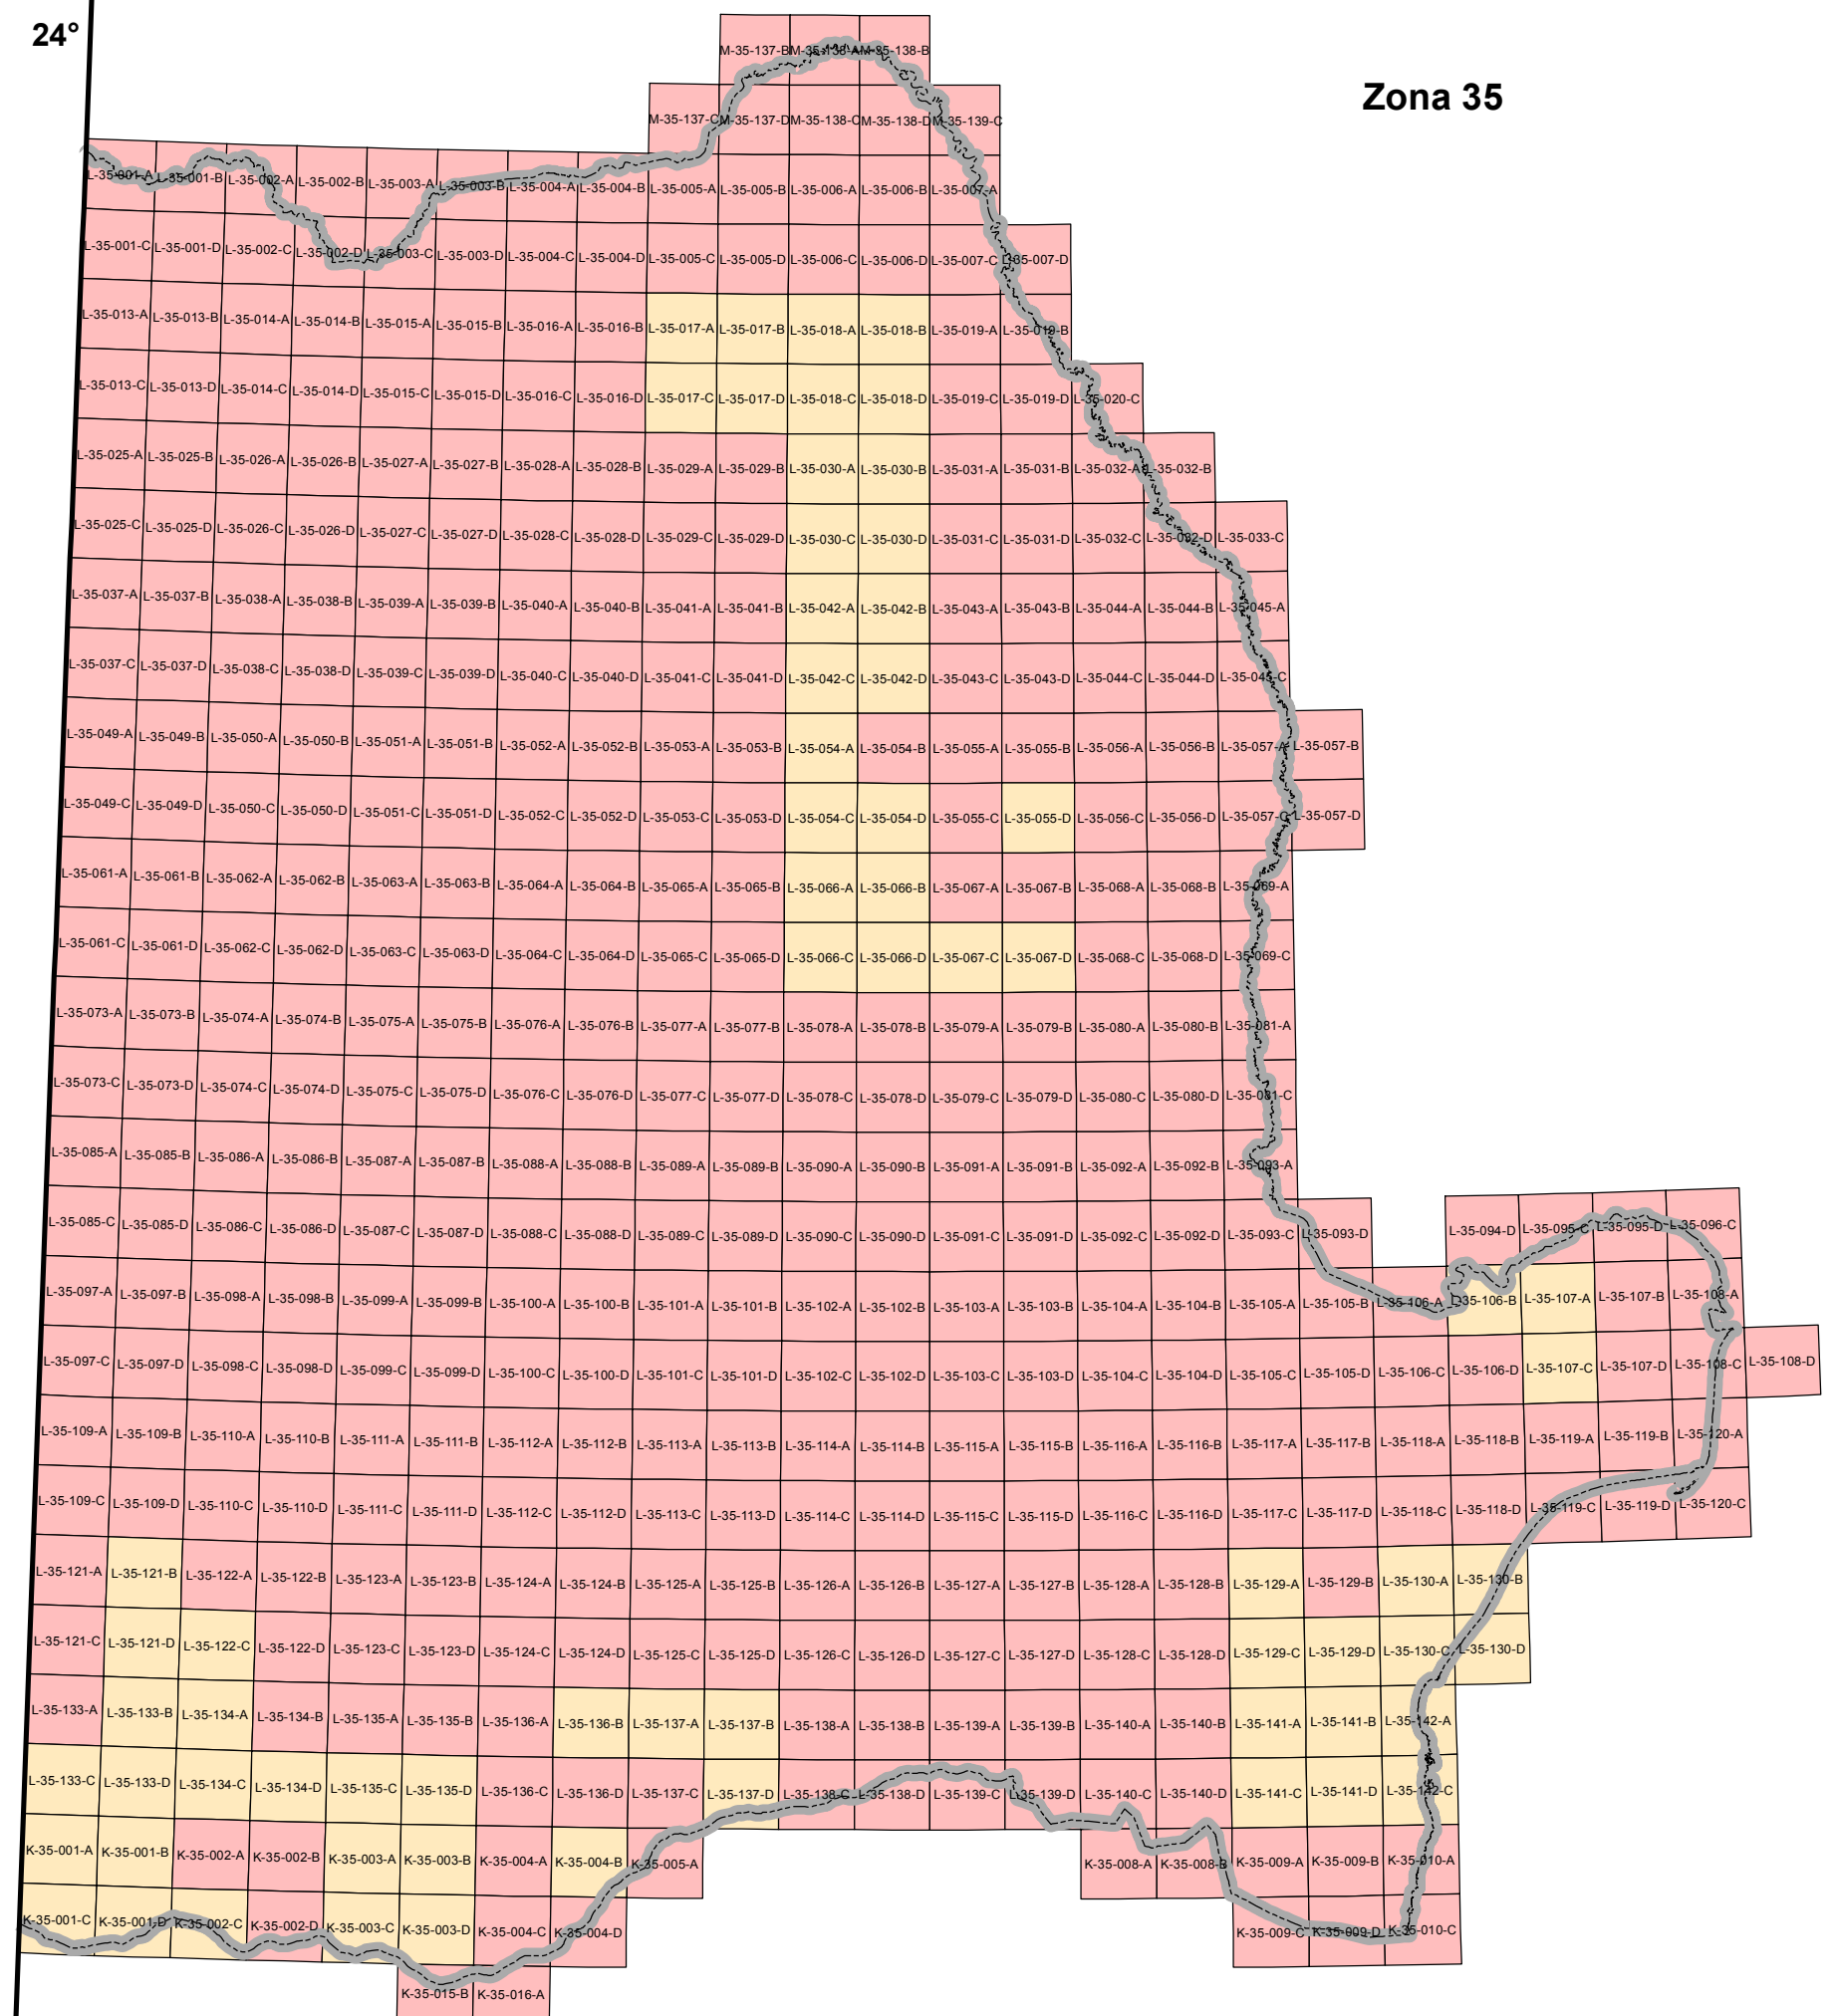 24°
Zona 35
M-35-137-B M-35-138-A M-35-138-B
M-35-137-C M-35-137-D M-35-138-C M-35-138-D M-35-139-C
L-35-001-A L-35-001-B L-35-002-A L-35-002-B L-35-003-A L-35-003-B L-35-004-A L-35-004-B L-35-005-A L-35-005-B L-35-006-A L-35-006-B L-35-007-A
L-35-001-C L-35-001-D L-35-002-C L-35-002-D L-35-003-C L-35-003-D L-35-004-C L-35-004-D L-35-005-C L-35-005-D L-35-006-C L-35-006-D L-35-007-C L-35-007-D
L-35-013-A L-35-013-B L-35-014-A L-35-014-B L-35-015-A L-35-015-B L-35-016-A L-35-016-B L-35-017-A L-35-017-B L-35-018-A L-35-018-B L-35-019-A L-35-019-B
L-35-013-C L-35-013-D L-35-014-C L-35-014-D L-35-015-C L-35-015-D L-35-016-C L-35-016-D L-35-017-C L-35-017-D L-35-018-C L-35-018-D L-35-019-C L-35-019-D L-35-020-C
L-35-025-A L-35-025-B L-35-026-A L-35-026-B L-35-027-A L-35-027-B L-35-028-A L-35-028-B L-35-029-A L-35-029-B L-35-030-A L-35-030-B L-35-031-A L-35-031-B L-35-032-A L-35-032-B
L-35-025-C L-35-025-D L-35-026-C L-35-026-D L-35-027-C L-35-027-D L-35-028-C L-35-028-D L-35-029-C L-35-029-D L-35-030-C L-35-030-D L-35-031-C L-35-031-D L-35-032-C L-35-032-D L-35-033-C
L-35-037-A L-35-037-B L-35-038-A L-35-038-B L-35-039-A L-35-039-B L-35-040-A L-35-040-B L-35-041-A L-35-041-B L-35-042-A L-35-042-B L-35-043-A L-35-043-B L-35-044-A L-35-044-B L-35-045-A
L-35-037-C L-35-037-D L-35-038-C L-35-038-D L-35-039-C L-35-039-D L-35-040-C L-35-040-D L-35-041-C L-35-041-D L-35-042-C L-35-042-D L-35-043-C L-35-043-D L-35-044-C L-35-044-D L-35-045-C
L-35-049-A L-35-049-B L-35-050-A L-35-050-B L-35-051-A L-35-051-B L-35-052-A L-35-052-B L-35-053-A L-35-053-B L-35-054-A L-35-054-B L-35-055-A L-35-055-B L-35-056-A L-35-056-B L-35-057-A L-35-057-B
L-35-049-C L-35-049-D L-35-050-C L-35-050-D L-35-051-C L-35-051-D L-35-052-C L-35-052-D L-35-053-C L-35-053-D L-35-054-C L-35-054-D L-35-055-C L-35-055-D L-35-056-C L-35-056-D L-35-057-C L-35-057-D
L-35-061-A L-35-061-B L-35-062-A L-35-062-B L-35-063-A L-35-063-B L-35-064-A L-35-064-B L-35-065-A L-35-065-B L-35-066-A L-35-066-B L-35-067-A L-35-067-B L-35-068-A L-35-068-B L-35-069-A
L-35-061-C L-35-061-D L-35-062-C L-35-062-D L-35-063-C L-35-063-D L-35-064-C L-35-064-D L-35-065-C L-35-065-D L-35-066-C L-35-066-D L-35-067-C L-35-067-D L-35-068-C L-35-068-D L-35-069-C
L-35-073-A L-35-073-B L-35-074-A L-35-074-B L-35-075-A L-35-075-B L-35-076-A L-35-076-B L-35-077-A L-35-077-B L-35-078-A L-35-078-B L-35-079-A L-35-079-B L-35-080-A L-35-080-B L-35-081-A
L-35-073-C L-35-073-D L-35-074-C L-35-074-D L-35-075-C L-35-075-D L-35-076-C L-35-076-D L-35-077-C L-35-077-D L-35-078-C L-35-078-D L-35-079-C L-35-079-D L-35-080-C L-35-080-D L-35-081-C
L-35-085-A L-35-085-B L-35-086-A L-35-086-B L-35-087-A L-35-087-B L-35-088-A L-35-088-B L-35-089-A L-35-089-B L-35-090-A L-35-090-B L-35-091-A L-35-091-B L-35-092-A L-35-092-B L-35-093-A
L-35-085-C L-35-085-D L-35-086-C L-35-086-D L-35-087-C L-35-087-D L-35-088-C L-35-088-D L-35-089-C L-35-089-D L-35-090-C L-35-090-D L-35-091-C L-35-091-D L-35-092-C L-35-092-D L-35-093-C L-35-093-D L-35-094-D L-35-095-C L-35-095-D L-35-096-C
L-35-097-A L-35-097-B L-35-098-A L-35-098-B L-35-099-A L-35-099-B L-35-100-A L-35-100-B L-35-101-A L-35-101-B L-35-102-A L-35-102-B L-35-103-A L-35-103-B L-35-104-A L-35-104-B L-35-105-A L-35-105-B L-35-106-A L-35-106-B L-35-107-A L-35-107-B L-35-108-A
L-35-097-C L-35-097-D L-35-098-C L-35-098-D L-35-099-C L-35-099-D L-35-100-C L-35-100-D L-35-101-C L-35-101-D L-35-102-C L-35-102-D L-35-103-C L-35-103-D L-35-104-C L-35-104-D L-35-105-C L-35-105-D L-35-106-C L-35-106-D L-35-107-C L-35-107-D L-35-108-C L-35-108-D
L-35-109-A L-35-109-B L-35-110-A L-35-110-B L-35-111-A L-35-111-B L-35-112-A L-35-112-B L-35-113-A L-35-113-B L-35-114-A L-35-114-B L-35-115-A L-35-115-B L-35-116-A L-35-116-B L-35-117-A L-35-117-B L-35-118-A L-35-118-B L-35-119-A L-35-119-B L-35-120-A
L-35-109-C L-35-109-D L-35-110-C L-35-110-D L-35-111-C L-35-111-D L-35-112-C L-35-112-D L-35-113-C L-35-113-D L-35-114-C L-35-114-D L-35-115-C L-35-115-D L-35-116-C L-35-116-D L-35-117-C L-35-117-D L-35-118-C L-35-118-D L-35-119-C L-35-119-D L-35-120-C
L-35-121-A L-35-121-B L-35-122-A L-35-122-B L-35-123-A L-35-123-B L-35-124-A L-35-124-B L-35-125-A L-35-125-B L-35-126-A L-35-126-B L-35-127-A L-35-127-B L-35-128-A L-35-128-B L-35-129-A L-35-129-B L-35-130-A L-35-130-B
L-35-121-C L-35-121-D L-35-122-C L-35-122-D L-35-123-C L-35-123-D L-35-124-C L-35-124-D L-35-125-C L-35-125-D L-35-126-C L-35-126-D L-35-127-C L-35-127-D L-35-128-C L-35-128-D L-35-129-C L-35-129-D L-35-130-C L-35-130-D
L-35-133-A L-35-133-B L-35-134-A L-35-134-B L-35-135-A L-35-135-B L-35-136-A L-35-136-B L-35-137-A L-35-137-B L-35-138-A L-35-138-B L-35-139-A L-35-139-B L-35-140-A L-35-140-B L-35-141-A L-35-141-B L-35-142-A
L-35-133-C L-35-133-D L-35-134-C L-35-134-D L-35-135-C L-35-135-D L-35-136-C L-35-136-D L-35-137-C L-35-137-D L-35-138-C L-35-138-D L-35-139-C L-35-139-D L-35-140-C L-35-140-D L-35-141-C L-35-141-D L-35-142-C
K-35-001-A K-35-001-B K-35-002-A K-35-002-B K-35-003-A K-35-003-B K-35-004-A K-35-004-B K-35-005-A K-35-008-A K-35-008-B K-35-009-A K-35-009-B K-35-010-A
K-35-001-C K-35-001-D K-35-002-C K-35-002-D K-35-003-C K-35-003-D K-35-004-C K-35-004-D K-35-009-C K-35-009-D K-35-010-C
K-35-015-B K-35-016-A